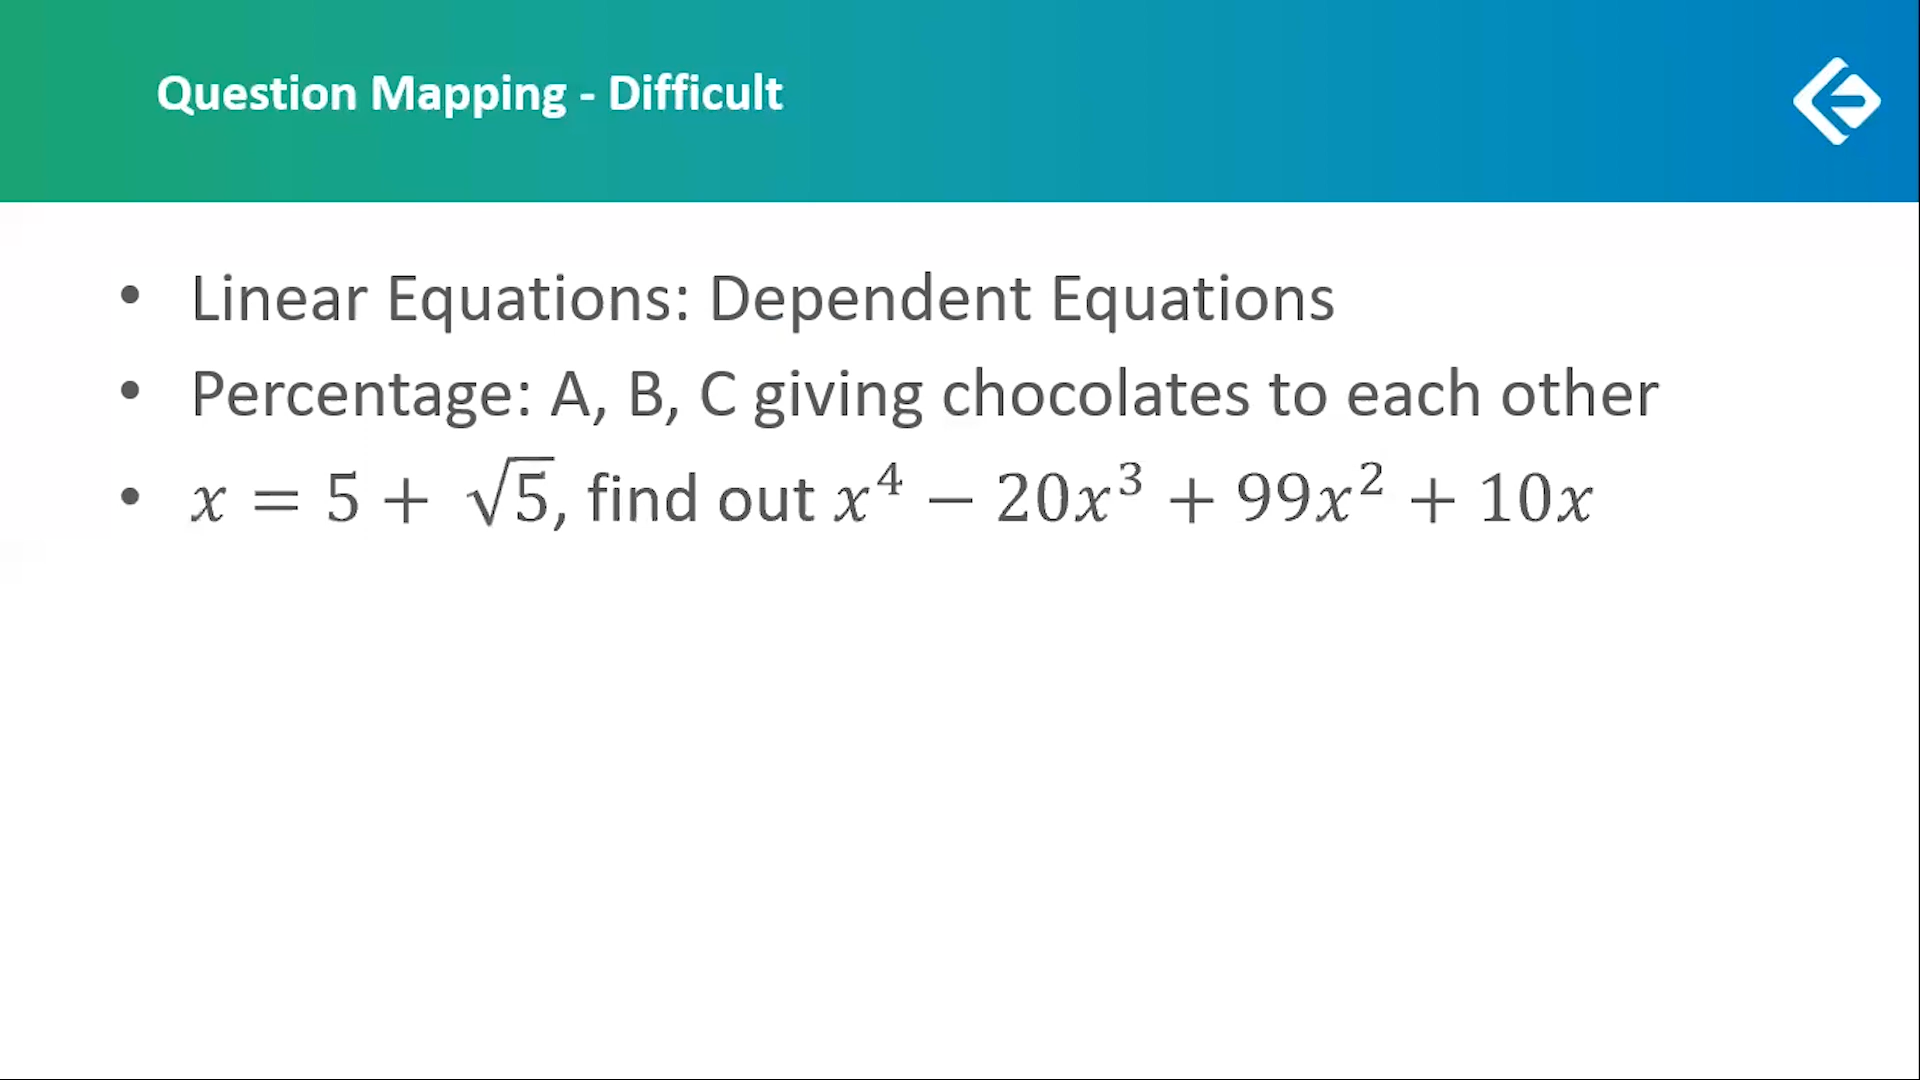 Question Mapping - Difficult
• Linear Equations: Dependent Equations
• Percentage: A, B, C giving chocolates to each other
• x = 5 + √5, find out x⁴ − 20x³ + 99x² + 10x